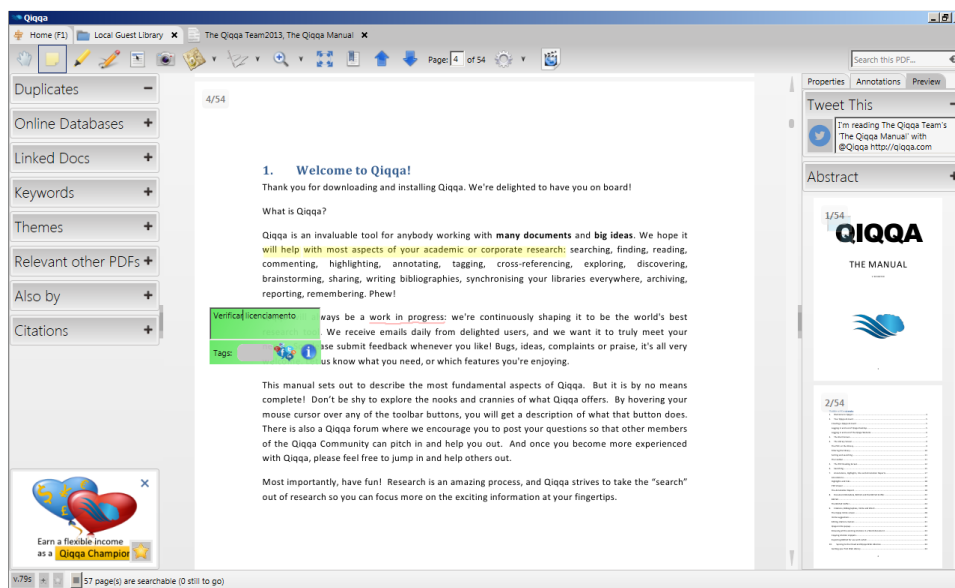 Qiqqa
Home (F1)
Local Guest Library
The Qiqqa Team2013, The Qiqqa Manual
Page: 4 of 54
Search this PDF...
Duplicates
Online Databases
Linked Docs
Keywords
Themes
Relevant other PDFs
Also by
Citations
4/54
1. Welcome to Qiqqa!
Thank you for downloading and installing Qiqqa. We're delighted to have you on board!
What is Qiqqa?
Qiqqa is an invaluable tool for anybody working with many documents and big ideas. We hope it
will help with most aspects of your academic or corporate research: searching, finding, reading,
commenting, highlighting, annotating, tagging, cross-referencing, exploring, discovering,
brainstorming, sharing, writing bibliographies, synchronising your libraries everywhere, archiving,
reporting, remembering. Phew!
Verificar licenciamento
Tags:
ways be a work in progress: we're continuously shaping it to be the world's best
We receive emails daily from delighted users, and we want it to truly meet your
se submit feedback whenever you like! Bugs, ideas, complaints or praise, it's all very
us know what you need, or which features you're enjoying.
This manual sets out to describe the most fundamental aspects of Qiqqa. But it is by no means
complete! Don't be shy to explore the nooks and crannies of what Qiqqa offers. By hovering your
mouse cursor over any of the toolbar buttons, you will get a description of what that button does.
There is also a Qiqqa forum where we encourage you to post your questions so that other members
of the Qiqqa Community can pitch in and help you out. And once you become more experienced
with Qiqqa, please feel free to jump in and help others out.
Most importantly, have fun! Research is an amazing process, and Qiqqa strives to take the "search"
out of research so you can focus more on the exciting information at your fingertips.
Properties
Annotations
Preview
Tweet This
I'm reading The Qiqqa Team's
'The Qiqqa Manual' with
@Qiqqa http://qiqqa.com
Abstract
1/54
QIQQA
THE MANUAL
2/54
Earn a flexible income
as a Qiqqa Champion
v.79s
57 page(s) are searchable (0 still to go)